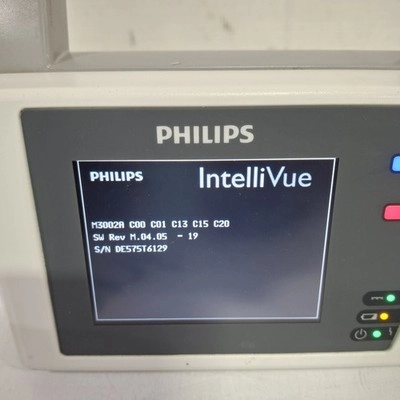 PHILIPS
PHILIPS IntelliVue
M3002A C00 C01 C13 C15 C20
SW Rev M.04.05 - 19
S/N DE575T6129